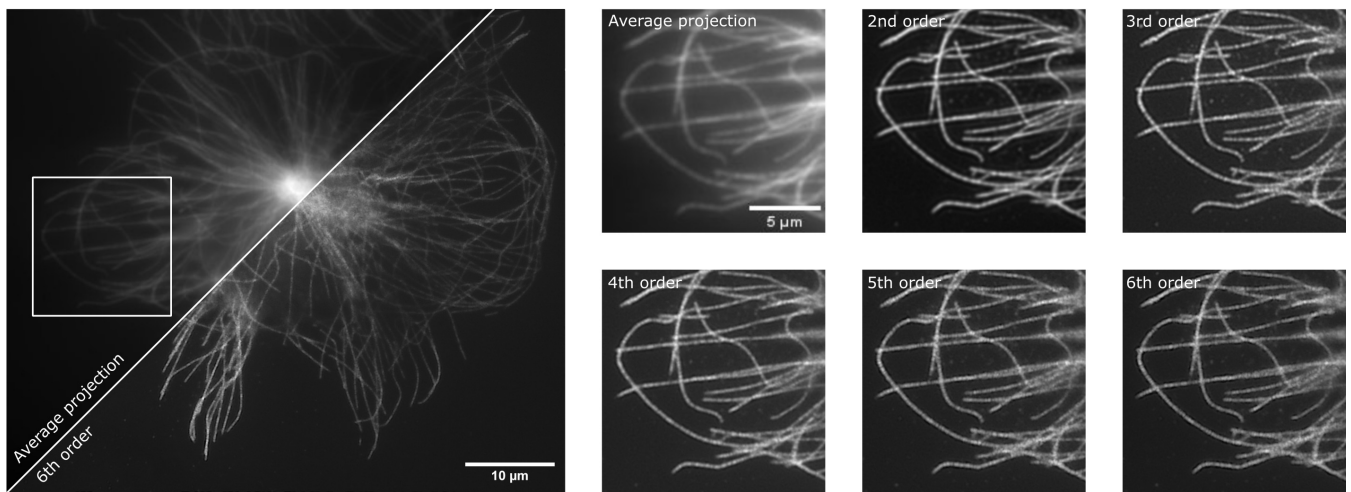 Average projection
6th order
10 µm
Average projection
5 µm
2nd order
3rd order
4th order
5th order
6th order